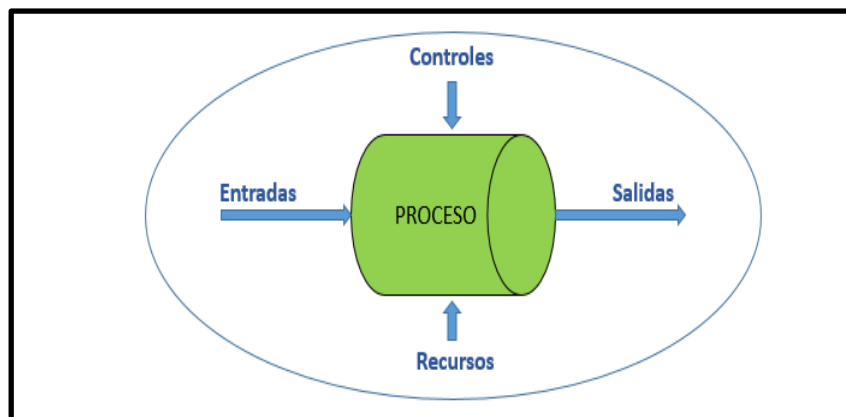 Controles
Entradas
PROCESO
Salidas
Recursos